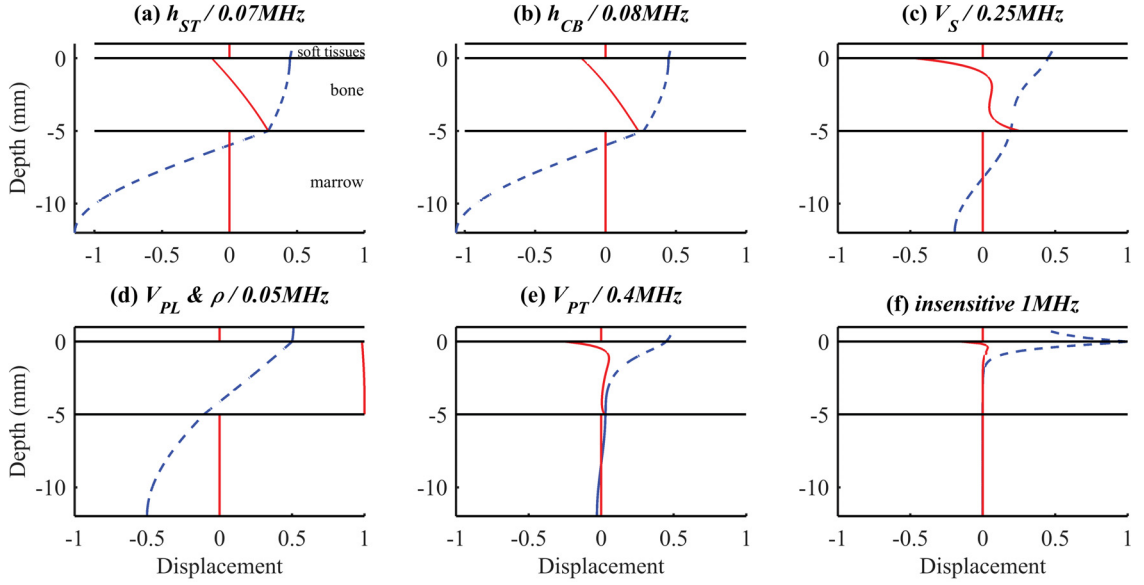 (a) h_ST / 0.07MHz
(b) h_CB / 0.08MHz
(c) V_S / 0.25MHz
soft tissues
bone
marrow
Depth (mm)
0
-5
-10
-1 -0.5 0 0.5 1
0
-5
-10
-1 -0.5 0 0.5 1
0
-5
-10
-1 -0.5 0 0.5 1
(d) V_PL & ρ / 0.05MHz
(e) V_PT / 0.4MHz
(f) insensitive 1MHz
Depth (mm)
0
-5
-10
-1 -0.5 0 0.5 1
Displacement
0
-5
-10
-1 -0.5 0 0.5 1
Displacement
0
-5
-10
-1 -0.5 0 0.5 1
Displacement